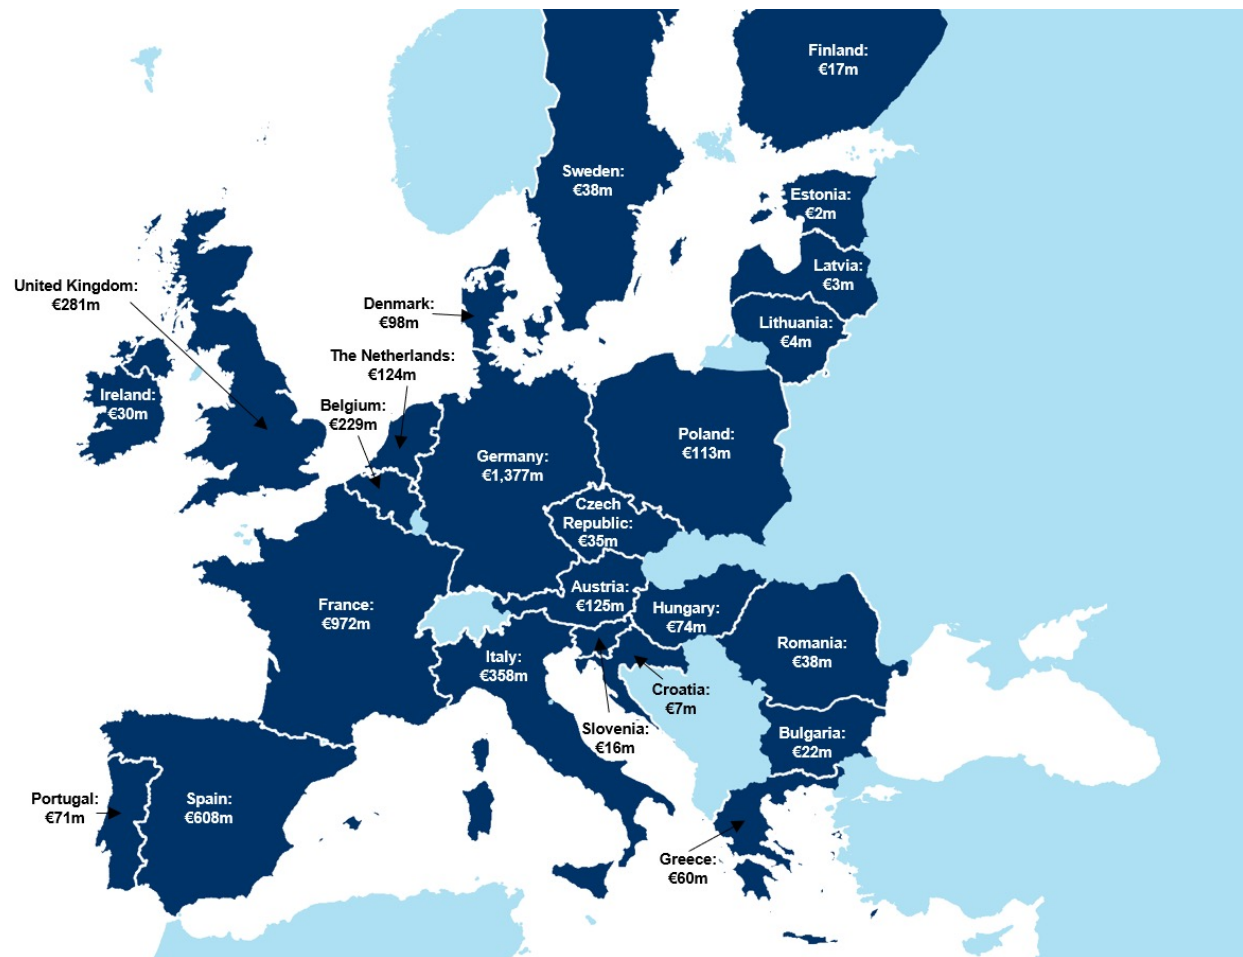 Finland:
€17m
Sweden:
€38m
Estonia:
€2m
Latvia:
€3m
United Kingdom:
€281m
Denmark:
€98m
Lithuania:
€4m
The Netherlands:
€124m
Ireland:
€30m
Belgium:
€229m
Poland:
€113m
Germany:
€1,377m
Czech
Republic:
€35m
Austria:
€125m
France:
€972m
Hungary:
€74m
Romania:
€38m
Italy:
€358m
Croatia:
€7m
Slovenia:
€16m
Bulgaria:
€22m
Portugal:
€71m
Spain:
€608m
Greece:
€60m